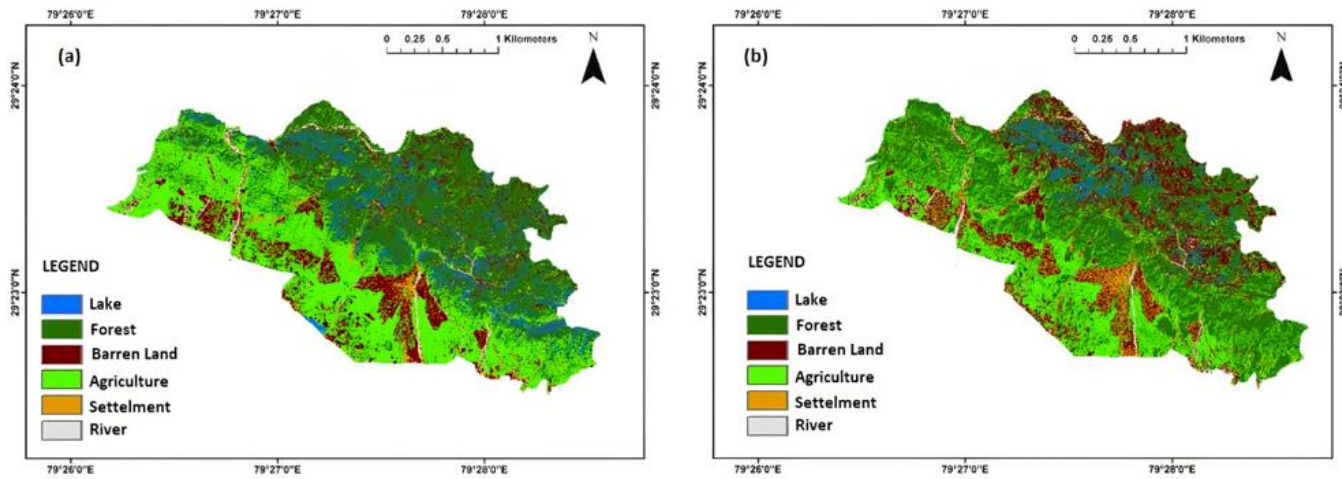 79°26'0"E 79°27'0"E 79°28'0"E
(a)
0 0.25 0.5 1 Kilometers
N
29°24'0"N
29°23'0"N
LEGEND
Lake
Forest
Barren Land
Agriculture
Settelment
River
79°26'0"E 79°27'0"E 79°28'0"E
79°26'0"E 79°27'0"E 79°28'0"E
(b)
0 0.25 0.5 1 Kilometers
N
29°24'0"N
LEGEND
Lake
Forest
Barren Land
Agriculture
Settelment
River
79°26'0"E 79°27'0"E 79°28'0"E